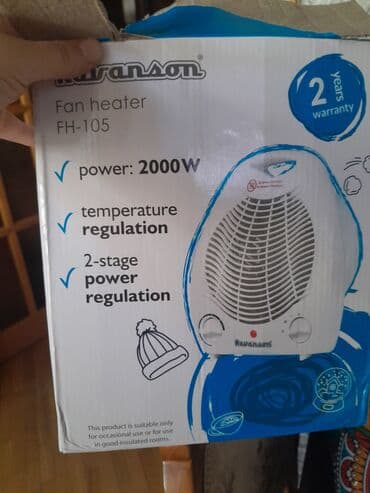 Ravanson
Fan heater
FH-105
2
years
warranty
✓ power: 2000W
✓ temperature
regulation
✓ 2-stage
power
regulation
Ravanson
This product is suitable only
for occasional use or for use
in good insulated rooms.